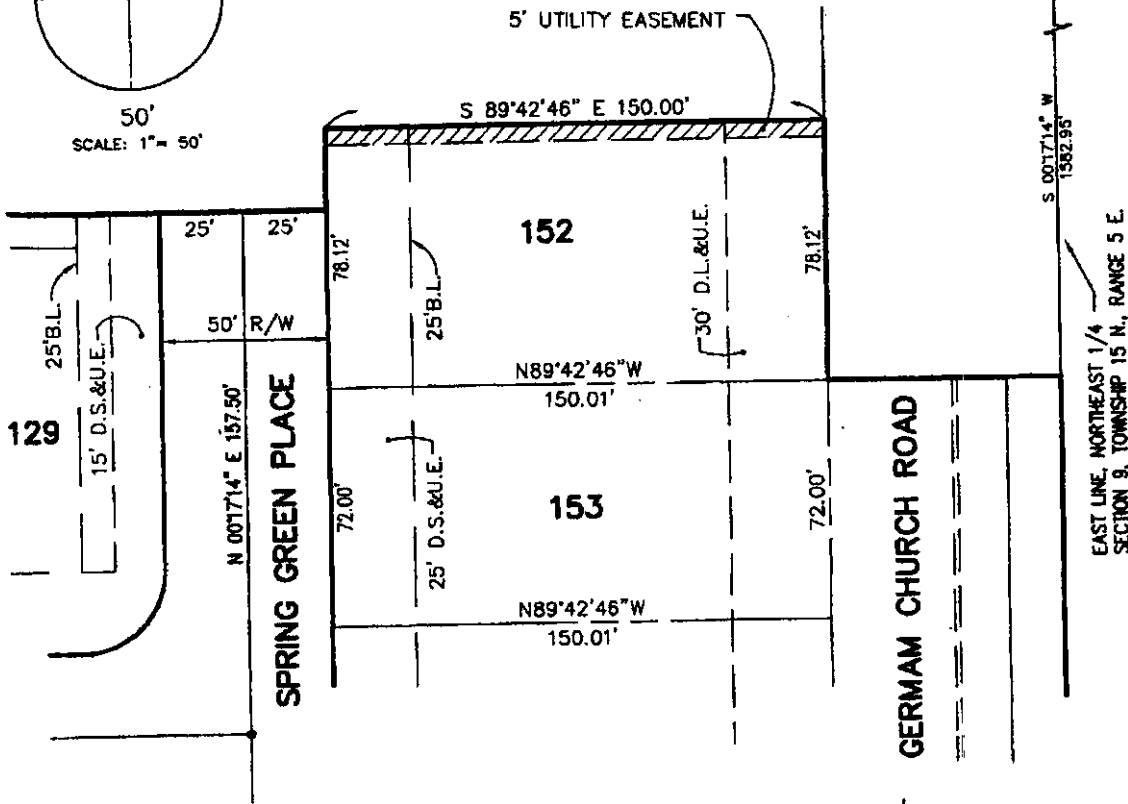 5' UTILITY EASEMENT
50'
SCALE: 1"= 50'
S 89°42'46" E 150.00'
S 00°17'14" W
1582.95'
25' 25'
152
78.12'
78.12'
25'B.L.
15' D.S.&U.E.
25'B.L.
30' D.L.&U.E.
50' R/W
N89°42'46"W
150.01'
EAST LINE, NORTHEAST 1/4
SECTION 9, TOWNSHIP 15 N., RANGE 5 E.
129
N 00°17'14" E 157.50'
SPRING GREEN PLACE
72.00'
25' D.S.&U.E.
153
72.00'
GERMAM CHURCH ROAD
N89°42'46"W
150.01'